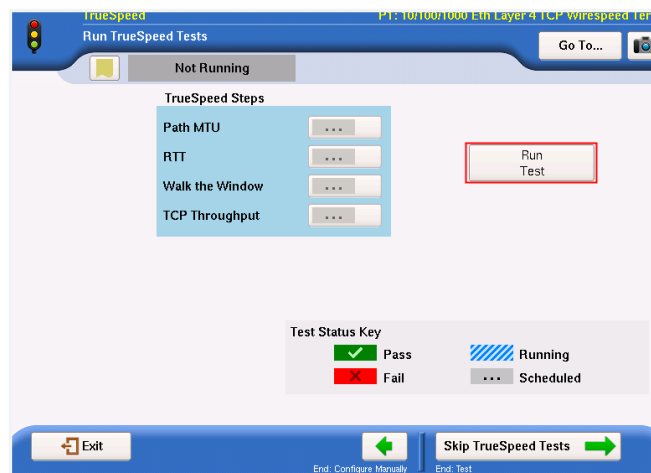 TrueSpeed
P1: 10/100/1000 Eth Layer 4 TCP Wirespeed Ter
Run TrueSpeed Tests
Go To...
Not Running
TrueSpeed Steps
Path MTU ...
RTT ...
Walk the Window ...
TCP Throughput ...
Run
Test
Test Status Key
Pass
Running
Fail
... Scheduled
Exit
Skip TrueSpeed Tests
End: Configure Manually
End: Test